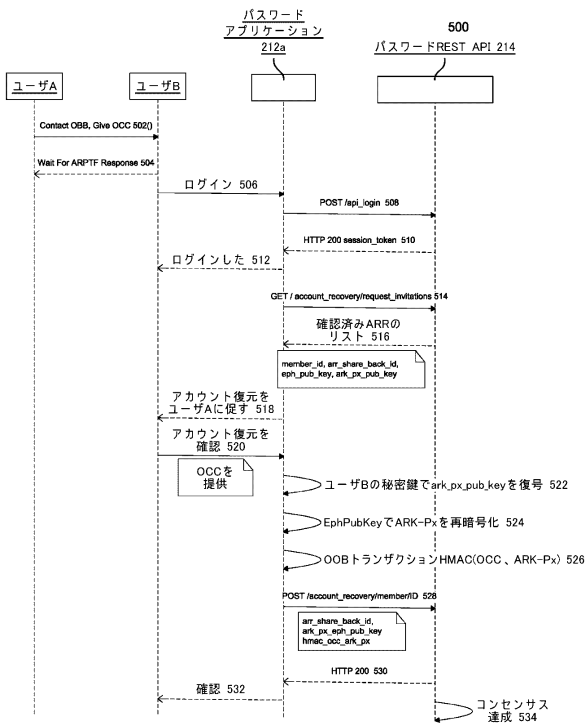 パスワード
アプリケーション
212a
500
パスワードREST API 214
ユーザA
ユーザB
Contact OBB, Give OCC 502()
Wait For ARPTF Response 504
ログイン 506
POST /api_login 508
HTTP 200 session_token 510
ログインした 512
GET / account_recovery/request_invitations 514
確認済みARRの
リスト 516
member_id, arr_share_back_id,
eph_pub_key, ark_px_pub_key
アカウント復元を
ユーザAに促す 518
アカウント復元を
確認 520
OCCを
提供
ユーザBの秘密鍵でark_px_pub_keyを復号 522
EphPubKeyでARK-Pxを再暗号化 524
OOBトランザクションHMAC(OCC、ARK-Px) 526
POST /account_recovery/member/ID 528
arr_share_back_id,
ark_px_eph_pub_key
hmac_occ_ark_px
HTTP 200 530
確認 532
コンセンサス
達成 534